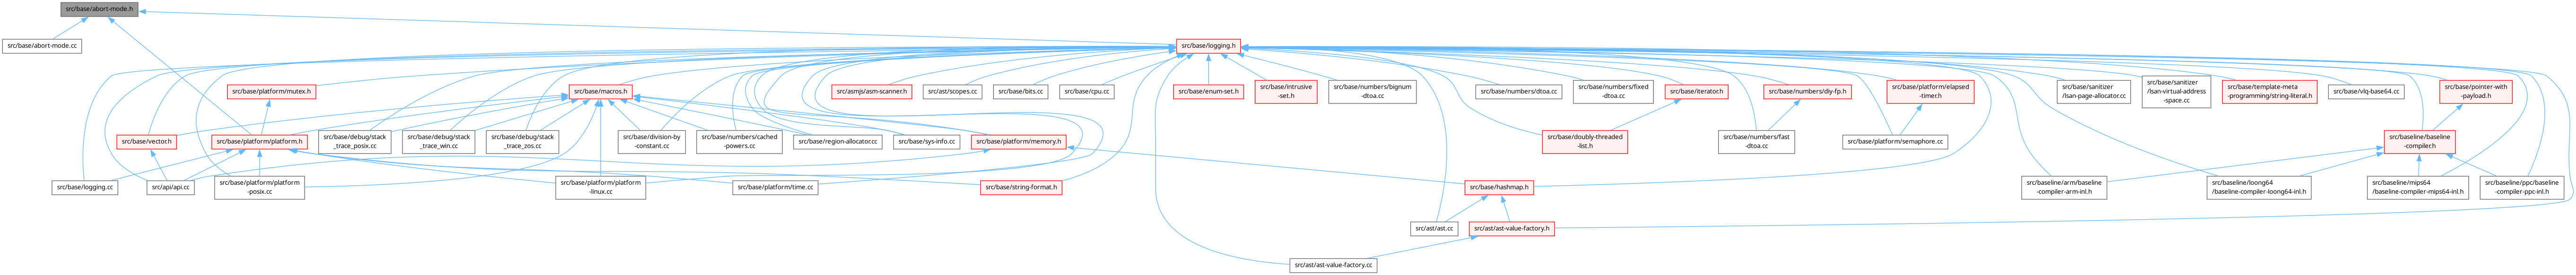 src/base/abort-mode.h
src/base/abort-mode.cc
src/base/logging.h
src/base/platform/mutex.h
src/base/macros.h
src/asmjs/asm-scanner.h
src/ast/scopes.cc
src/base/bits.cc
src/base/cpu.cc
src/base/enum-set.h
src/base/intrusive
-set.h
src/base/numbers/bignum
-dtoa.cc
src/base/numbers/dtoa.cc
src/base/numbers/fixed
-dtoa.cc
src/base/iterator.h
src/base/numbers/diy-fp.h
src/base/platform/elapsed
-timer.h
src/base/sanitizer
/lsan-page-allocator.cc
src/base/sanitizer
/lsan-virtual-address
-space.cc
src/base/template-meta
-programming/string-literal.h
src/base/vlq-base64.cc
src/base/pointer-with
-payload.h
src/base/vector.h
src/base/platform/platform.h
src/base/debug/stack
_trace_posix.cc
src/base/debug/stack
_trace_win.cc
src/base/debug/stack
_trace_zos.cc
src/base/division-by
-constant.cc
src/base/numbers/cached
-powers.cc
src/base/region-allocator.cc
src/base/sys-info.cc
src/base/platform/memory.h
src/base/doubly-threaded
-list.h
src/base/numbers/fast
-dtoa.cc
src/base/platform/semaphore.cc
src/base/baseline/baseline
-compiler.h
src/base/logging.cc
src/api/api.cc
src/base/platform/platform
-posix.cc
src/base/platform/platform
-linux.cc
src/base/platform/time.cc
src/base/string-format.h
src/base/hashmap.h
src/baseline/arm/baseline
-compiler-arm-inl.h
src/baseline/loong64
/baseline-compiler-loong64-inl.h
src/baseline/mips64
/baseline-compiler-mips64-inl.h
src/baseline/ppc/baseline
-compiler-ppc-inl.h
src/ast/ast.cc
src/ast/ast-value-factory.h
src/ast/ast-value-factory.cc